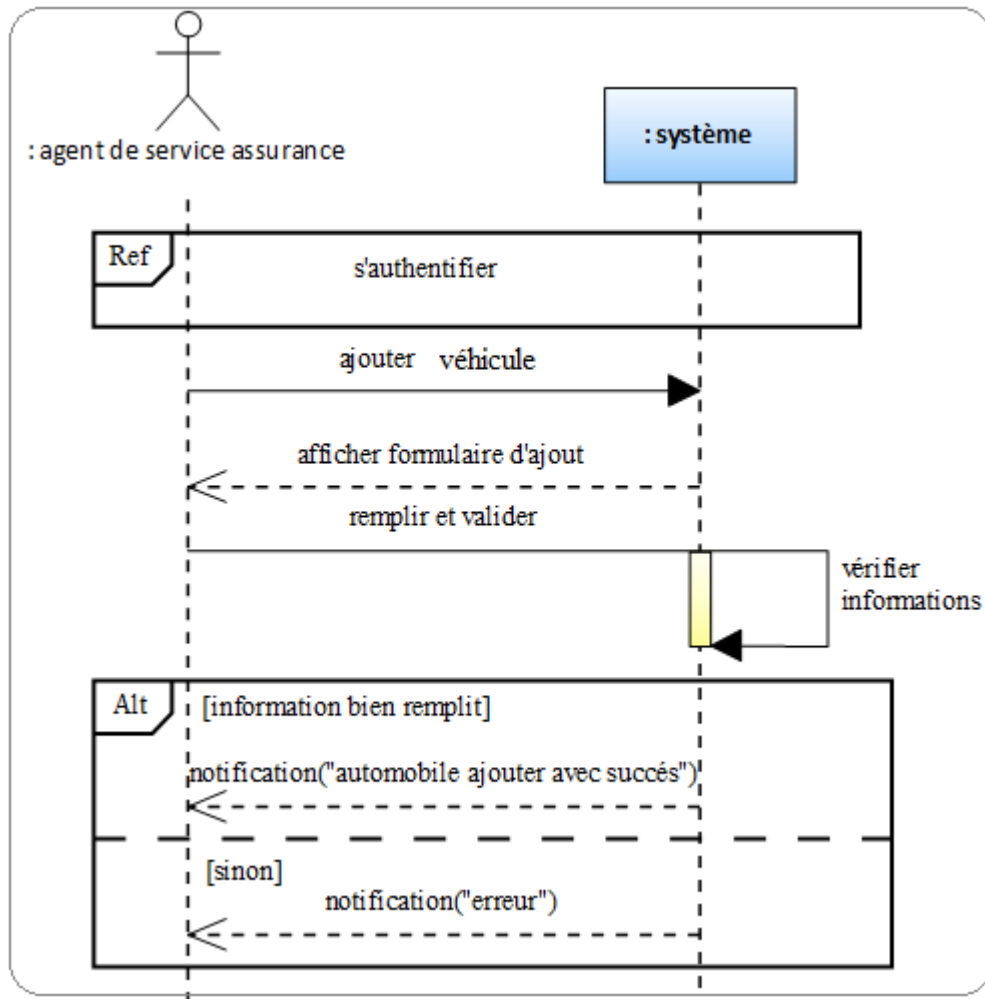 : agent de service assurance
: système
Ref
s'authentifier
ajouter véhicule
afficher formulaire d'ajout
remplir et valider
vérifier
informations
Alt
[information bien remplit]
notification("automobile ajouter avec succés")
[sinon]
notification("erreur")